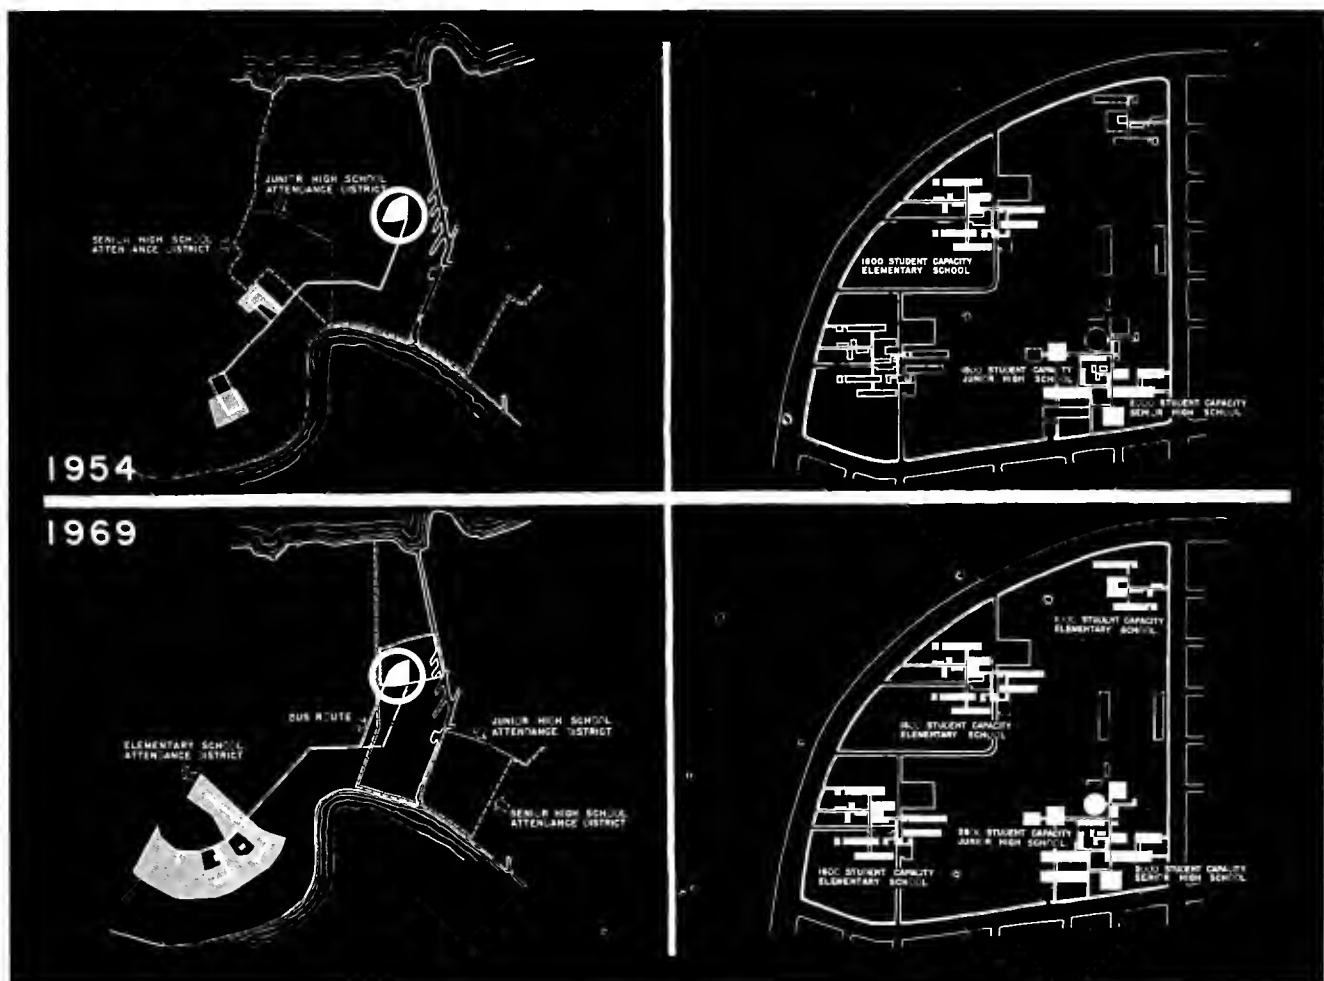 JUNIOR HIGH SCHOOL
ATTENDANCE DISTRICT
SENIOR HIGH SCHOOL
ATTENDANCE DISTRICT
1954
STUDENT CAPACITY
ELEMENTARY SCHOOL
STUDENT CAPACITY
JUNIOR HIGH SCHOOL
STUDENT CAPACITY
SENIOR HIGH SCHOOL
1969
BUS ROUTE
JUNIOR HIGH SCHOOL
ATTENDANCE DISTRICT
ELEMENTARY SCHOOL
ATTENDANCE DISTRICT
SENIOR HIGH SCHOOL
ATTENDANCE DISTRICT
STUDENT CAPACITY
ELEMENTARY SCHOOL
STUDENT CAPACITY
ELEMENTARY SCHOOL
STUDENT CAPACITY
JUNIOR HIGH SCHOOL
STUDENT CAPACITY
ELEMENTARY SCHOOL
STUDENT CAPACITY
SENIOR HIGH SCHOOL